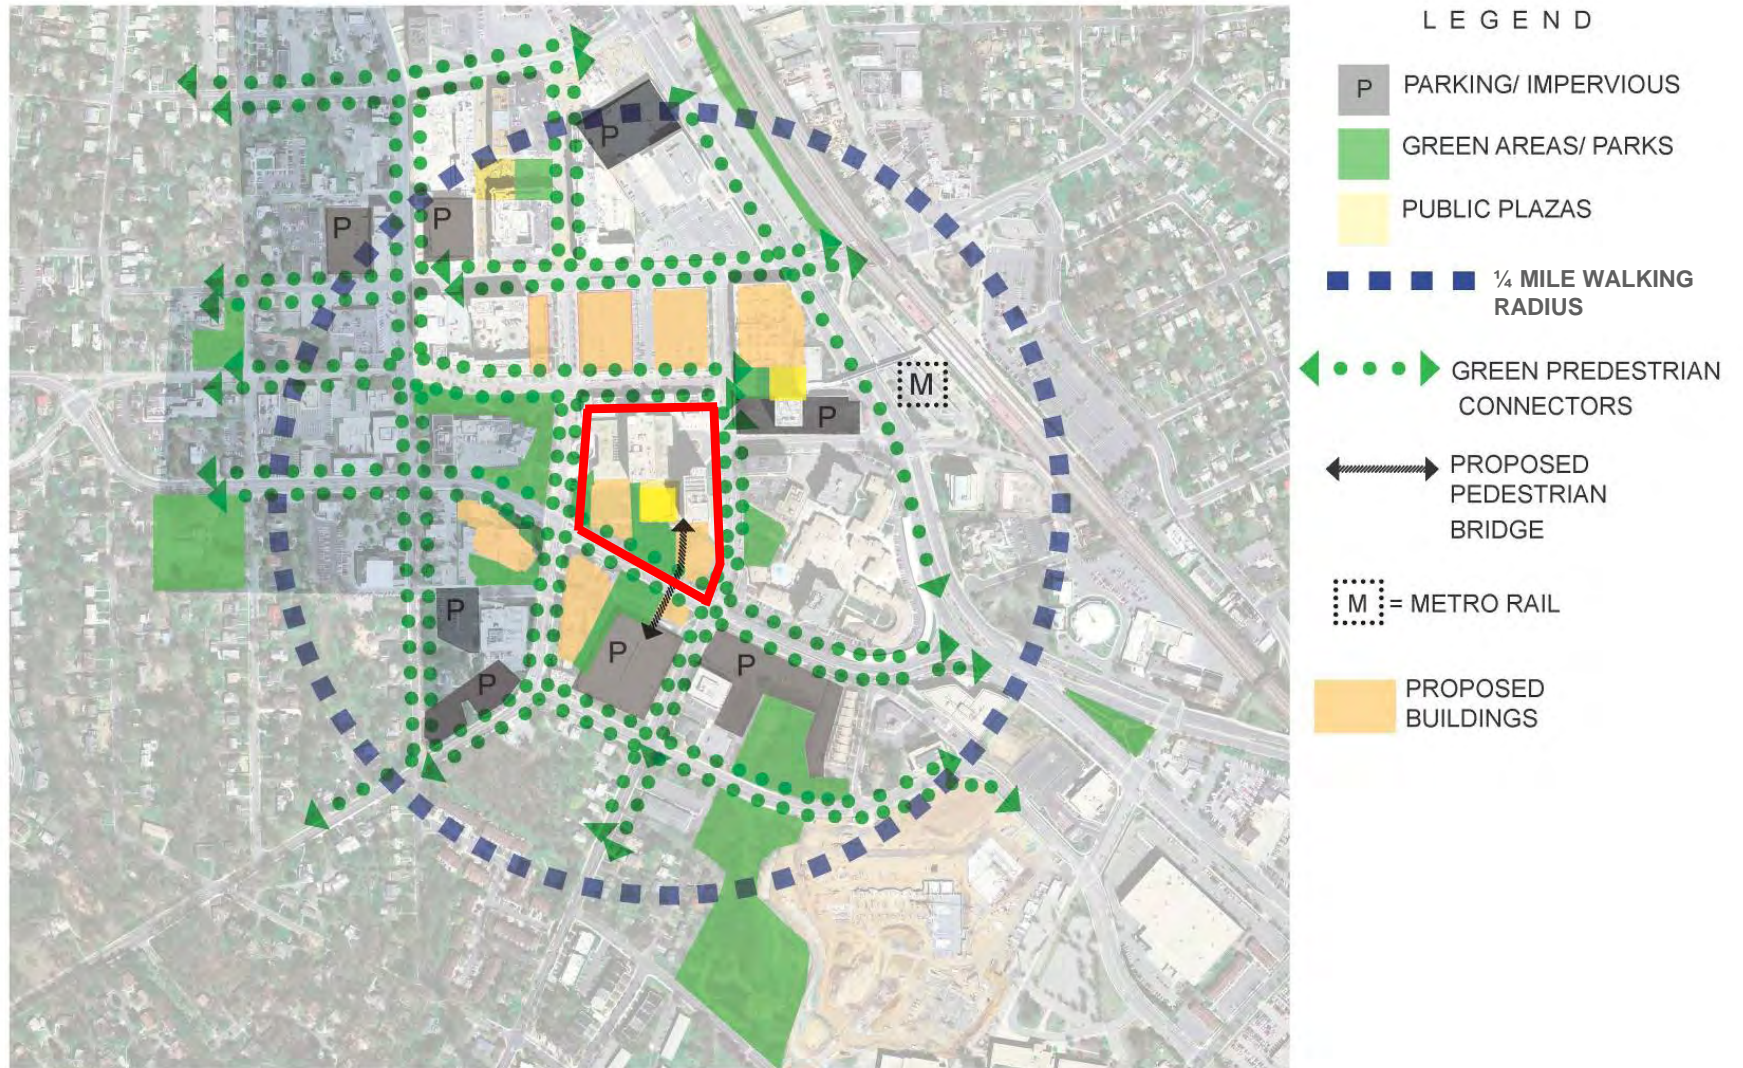 LEGEND
P PARKING/ IMPERVIOUS
GREEN AREAS/ PARKS
PUBLIC PLAZAS
¼ MILE WALKING
RADIUS
GREEN PREDESTRIAN
CONNECTORS
PROPOSED
PEDESTRIAN
BRIDGE
M = METRO RAIL
PROPOSED
BUILDINGS
P
P
P
M
P
P
P
P
P